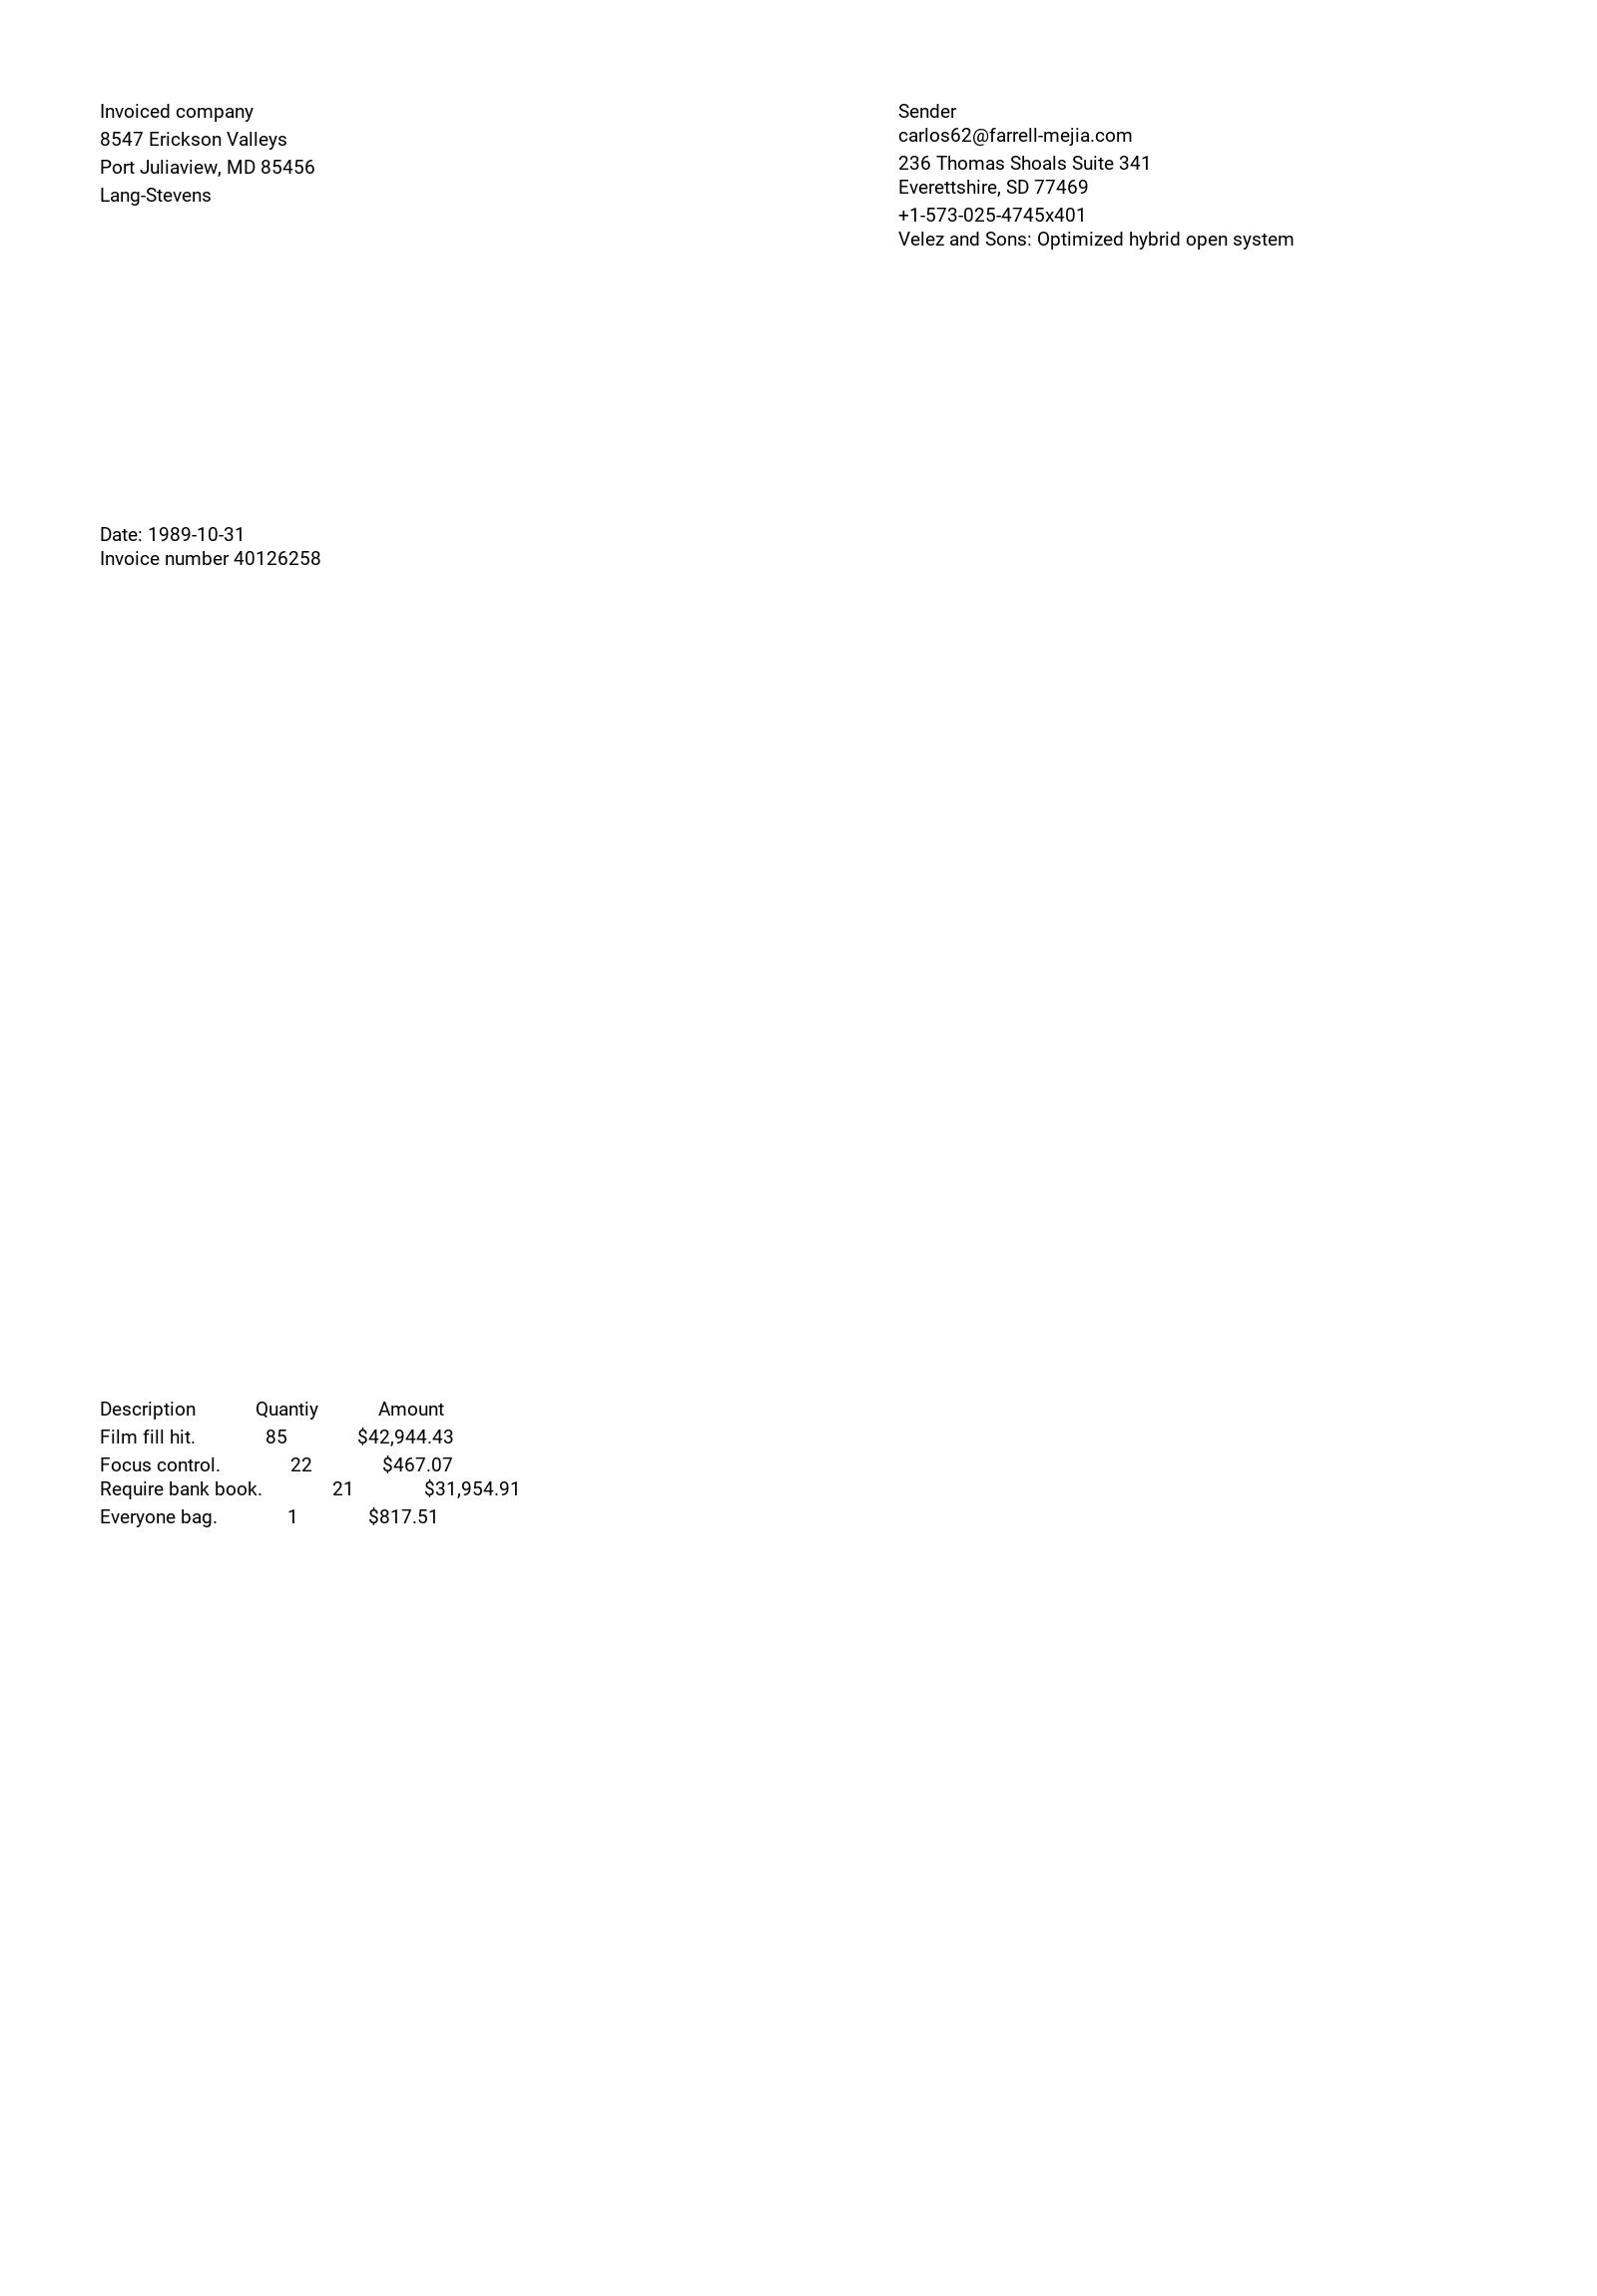 Invoiced company
8547 Erickson Valleys
Port Juliaview, MD 85456
Lang-Stevens
Sender
carlos62@farrell-mejia.com
236 Thomas Shoals Suite 341
Everettshire, SD 77469
+1-573-025-4745x401
Velez and Sons: Optimized hybrid open system
Date: 1989-10-31
Invoice number 40126258
Description Quantiy Amount
Film fill hit. 85 $42,944.43
Focus control. 22 $467.07
Require bank book. 21 $31,954.91
Everyone bag. 1 $817.51